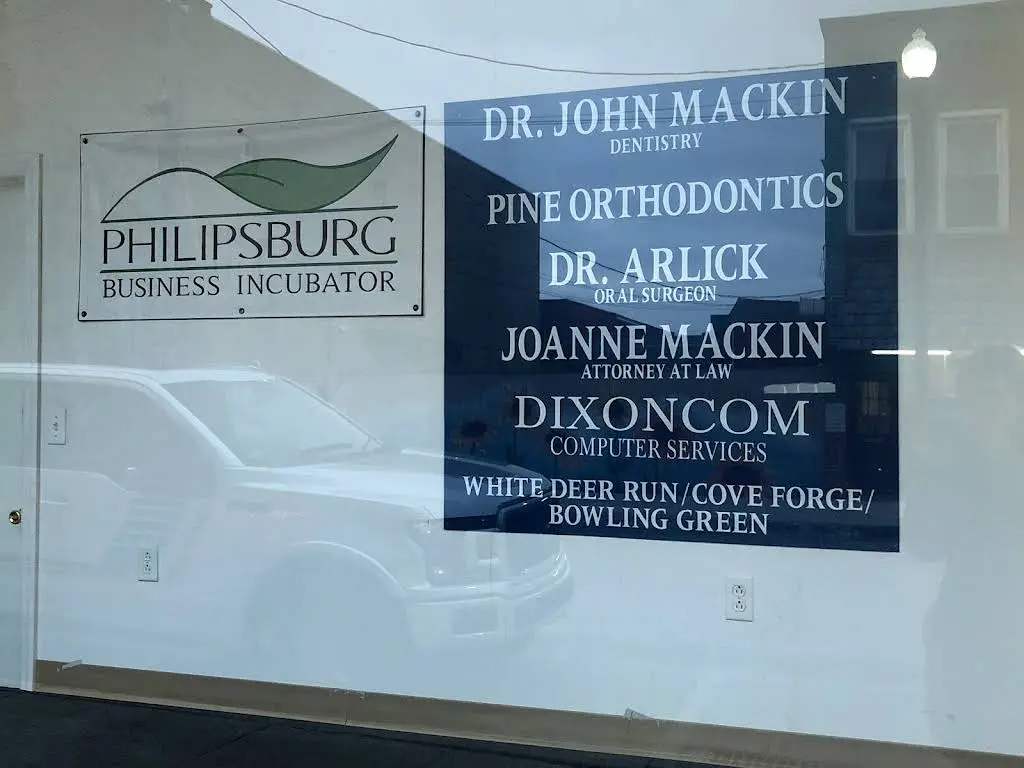 PHILIPSBURG
BUSINESS INCUBATOR
DR. JOHN MACKIN
DENTISTRY
PINE ORTHODONTICS
DR. ARLICK
ORAL SURGEON
JOANNE MACKIN
ATTORNEY AT LAW
DIXONCOM
COMPUTER SERVICES
WHITE DEER RUN/COVE FORGE/
BOWLING GREEN